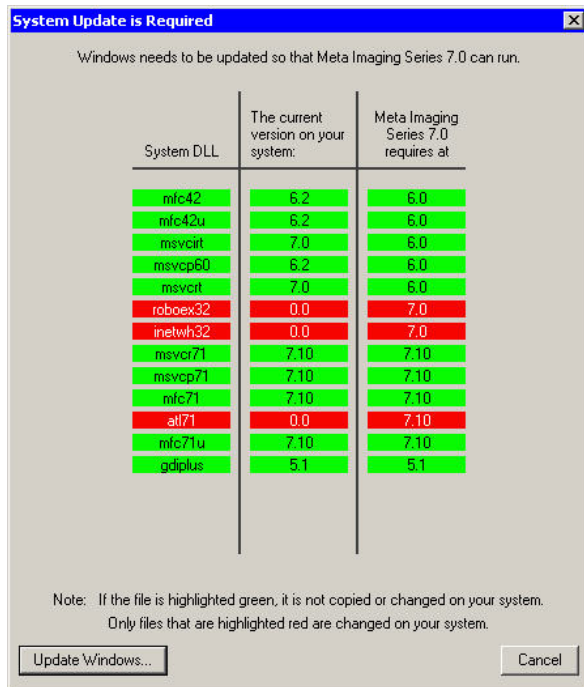 System Update is Required
Windows needs to be updated so that Meta Imaging Series 7.0 can run.
System DLL
The current
version on your
system:
Meta Imaging
Series 7.0
requires at
mfc42 6.2 6.0
mfc42u 6.2 6.0
msvcirt 7.0 6.0
msvcp60 6.2 6.0
msvcrt 7.0 6.0
roboex32 0.0 7.0
inetwh32 0.0 7.0
msvcr71 7.10 7.10
msvcp71 7.10 7.10
mfc71 7.10 7.10
atl71 0.0 7.10
mfc71u 7.10 7.10
gdiplus 5.1 5.1
Note: If the file is highlighted green, it is not copied or changed on your system.
Only files that are highlighted red are changed on your system.
Update Windows...
Cancel